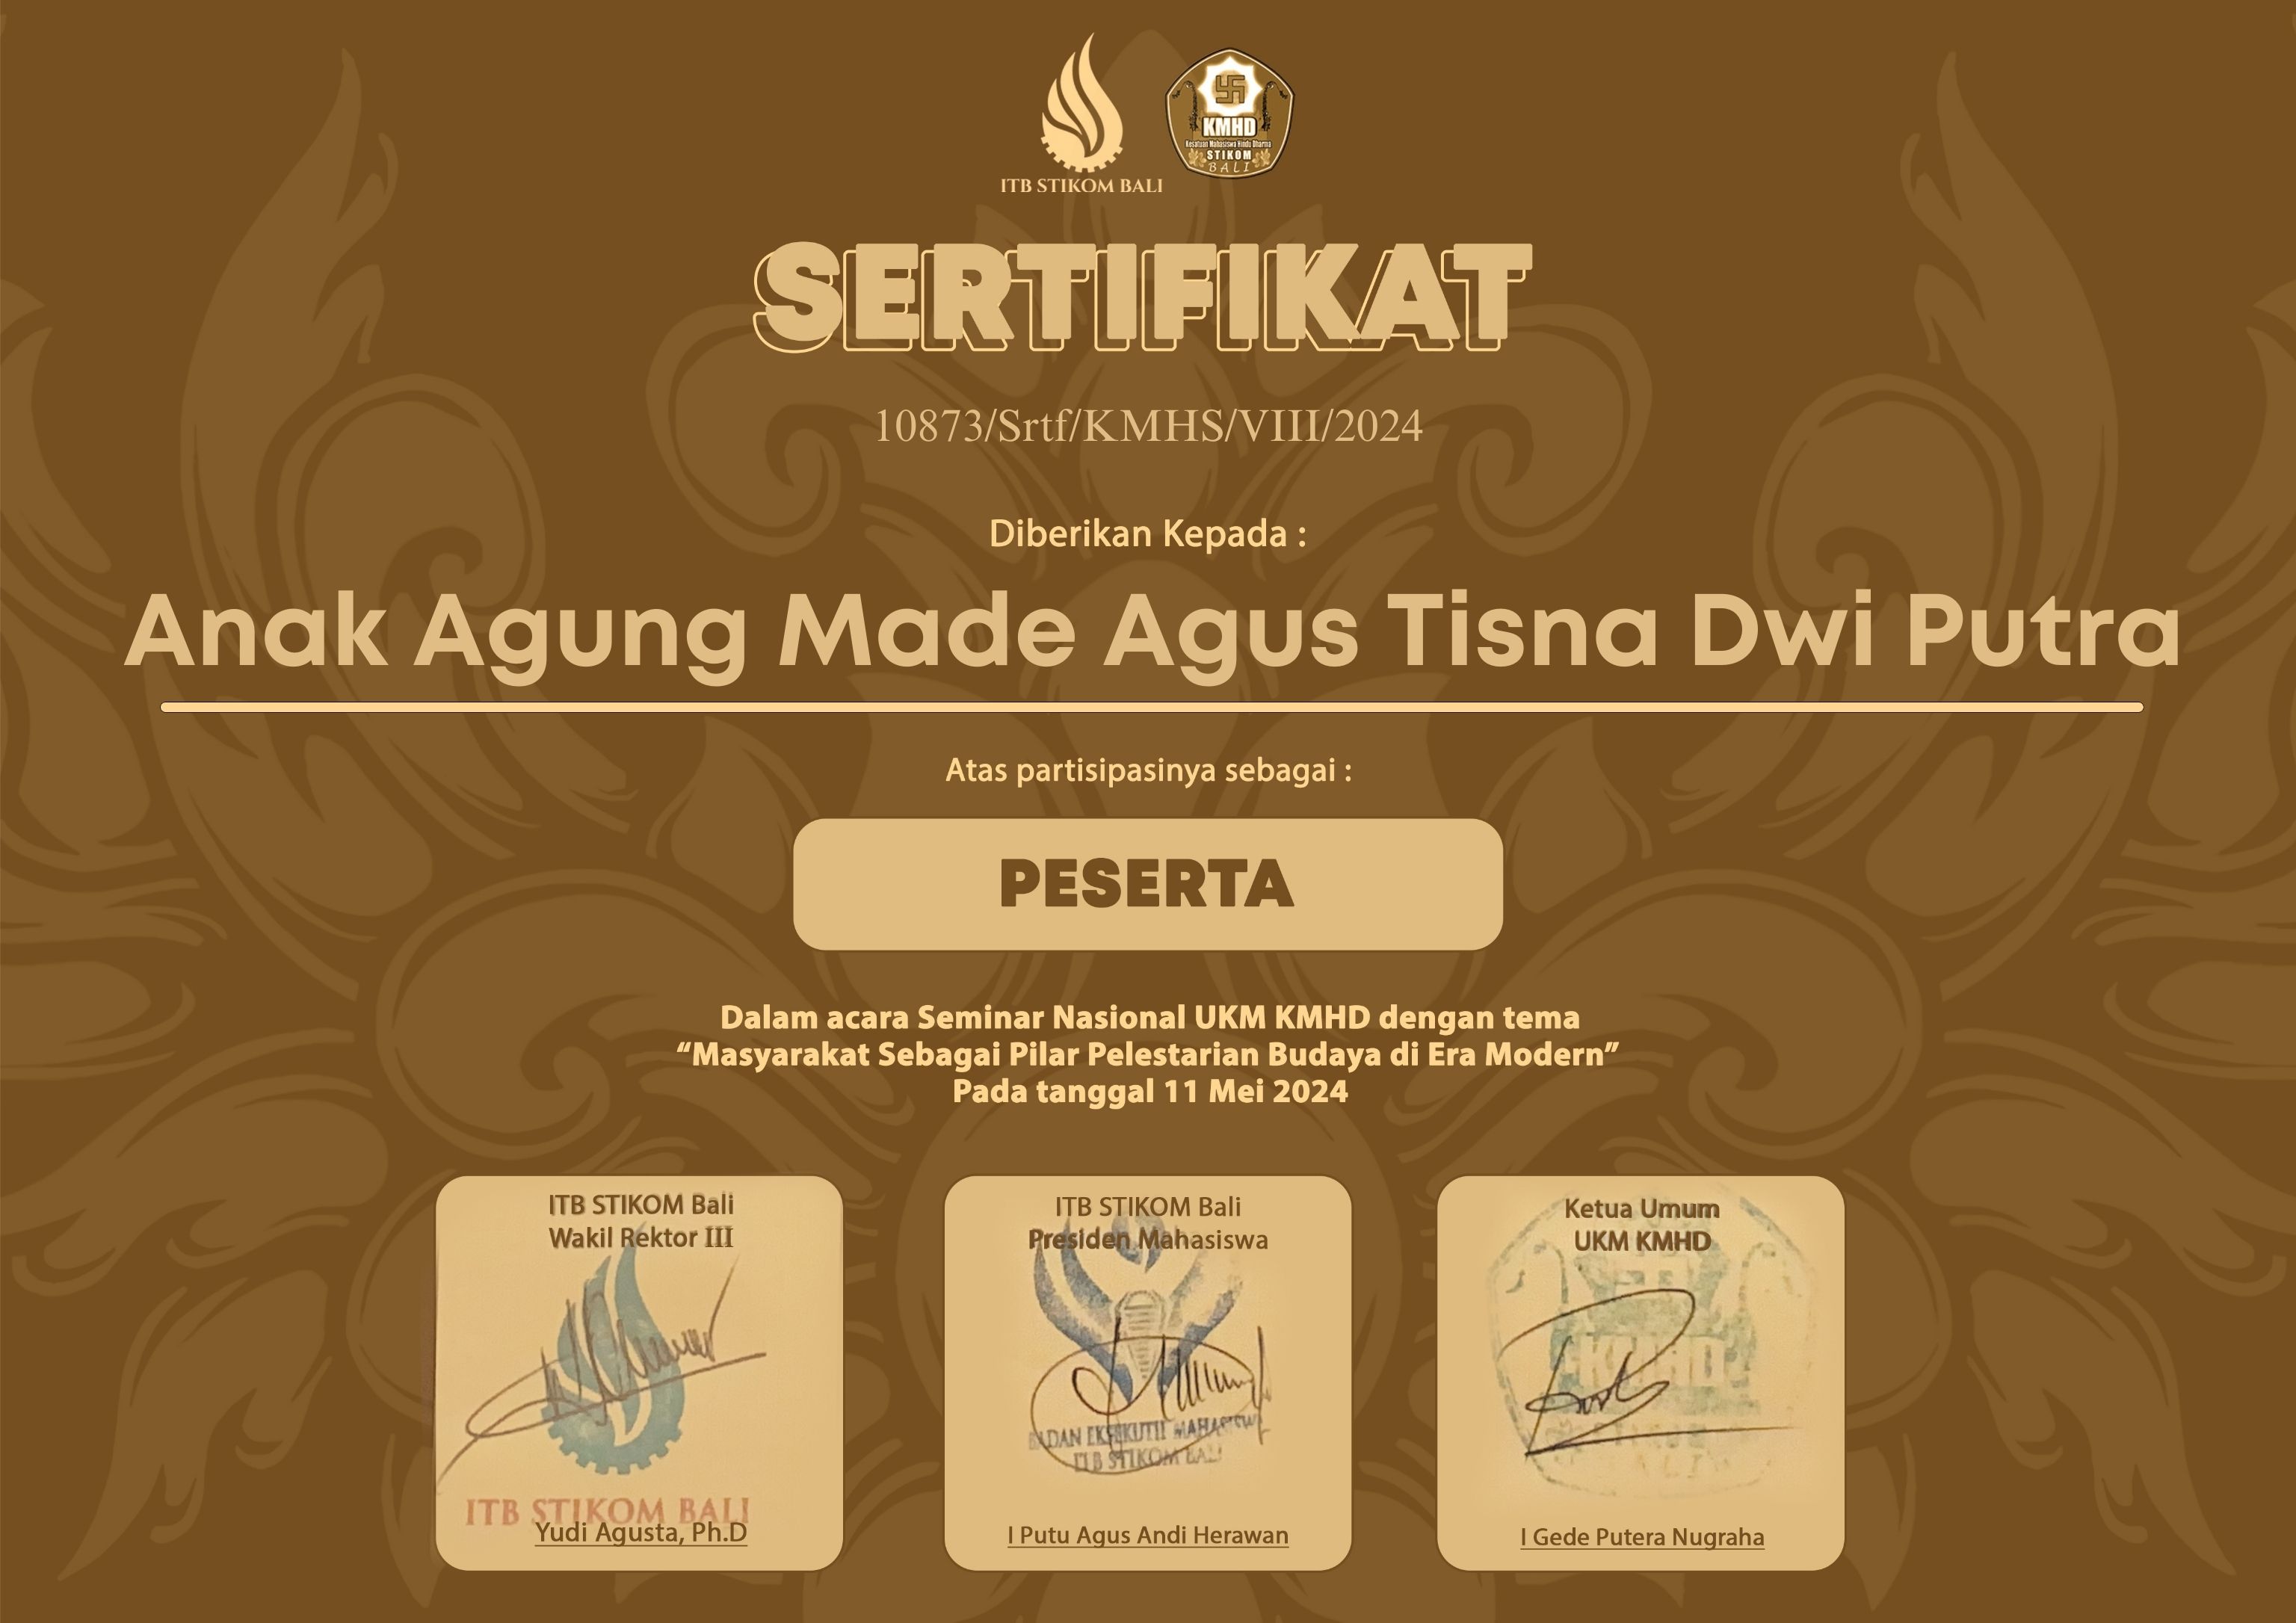 ITB STIKOM BALI
KMHD
Kesatuan Mahasiswa Hindu Dharma
STIKOM
BALI
SERTIFIKAT
10873/Srtf/KMHS/VIII/2024
Diberikan Kepada :
Anak Agung Made Agus Tisna Dwi Putra
Atas partisipasinya sebagai :
PESERTA
Dalam acara Seminar Nasional UKM KMHD dengan tema
“Masyarakat Sebagai Pilar Pelestarian Budaya di Era Modern”
Pada tanggal 11 Mei 2024
ITB STIKOM Bali
Wakil Rektor III
ITB STIKOM BALI
Yudi Agusta, Ph.D
ITB STIKOM Bali
Presiden Mahasiswa
BADAN EKSEKUTIF MAHASISWA
ITB STIKOM BALI
I Putu Agus Andi Herawan
Ketua Umum
UKM KMHD
KMHD
I Gede Putera Nugraha